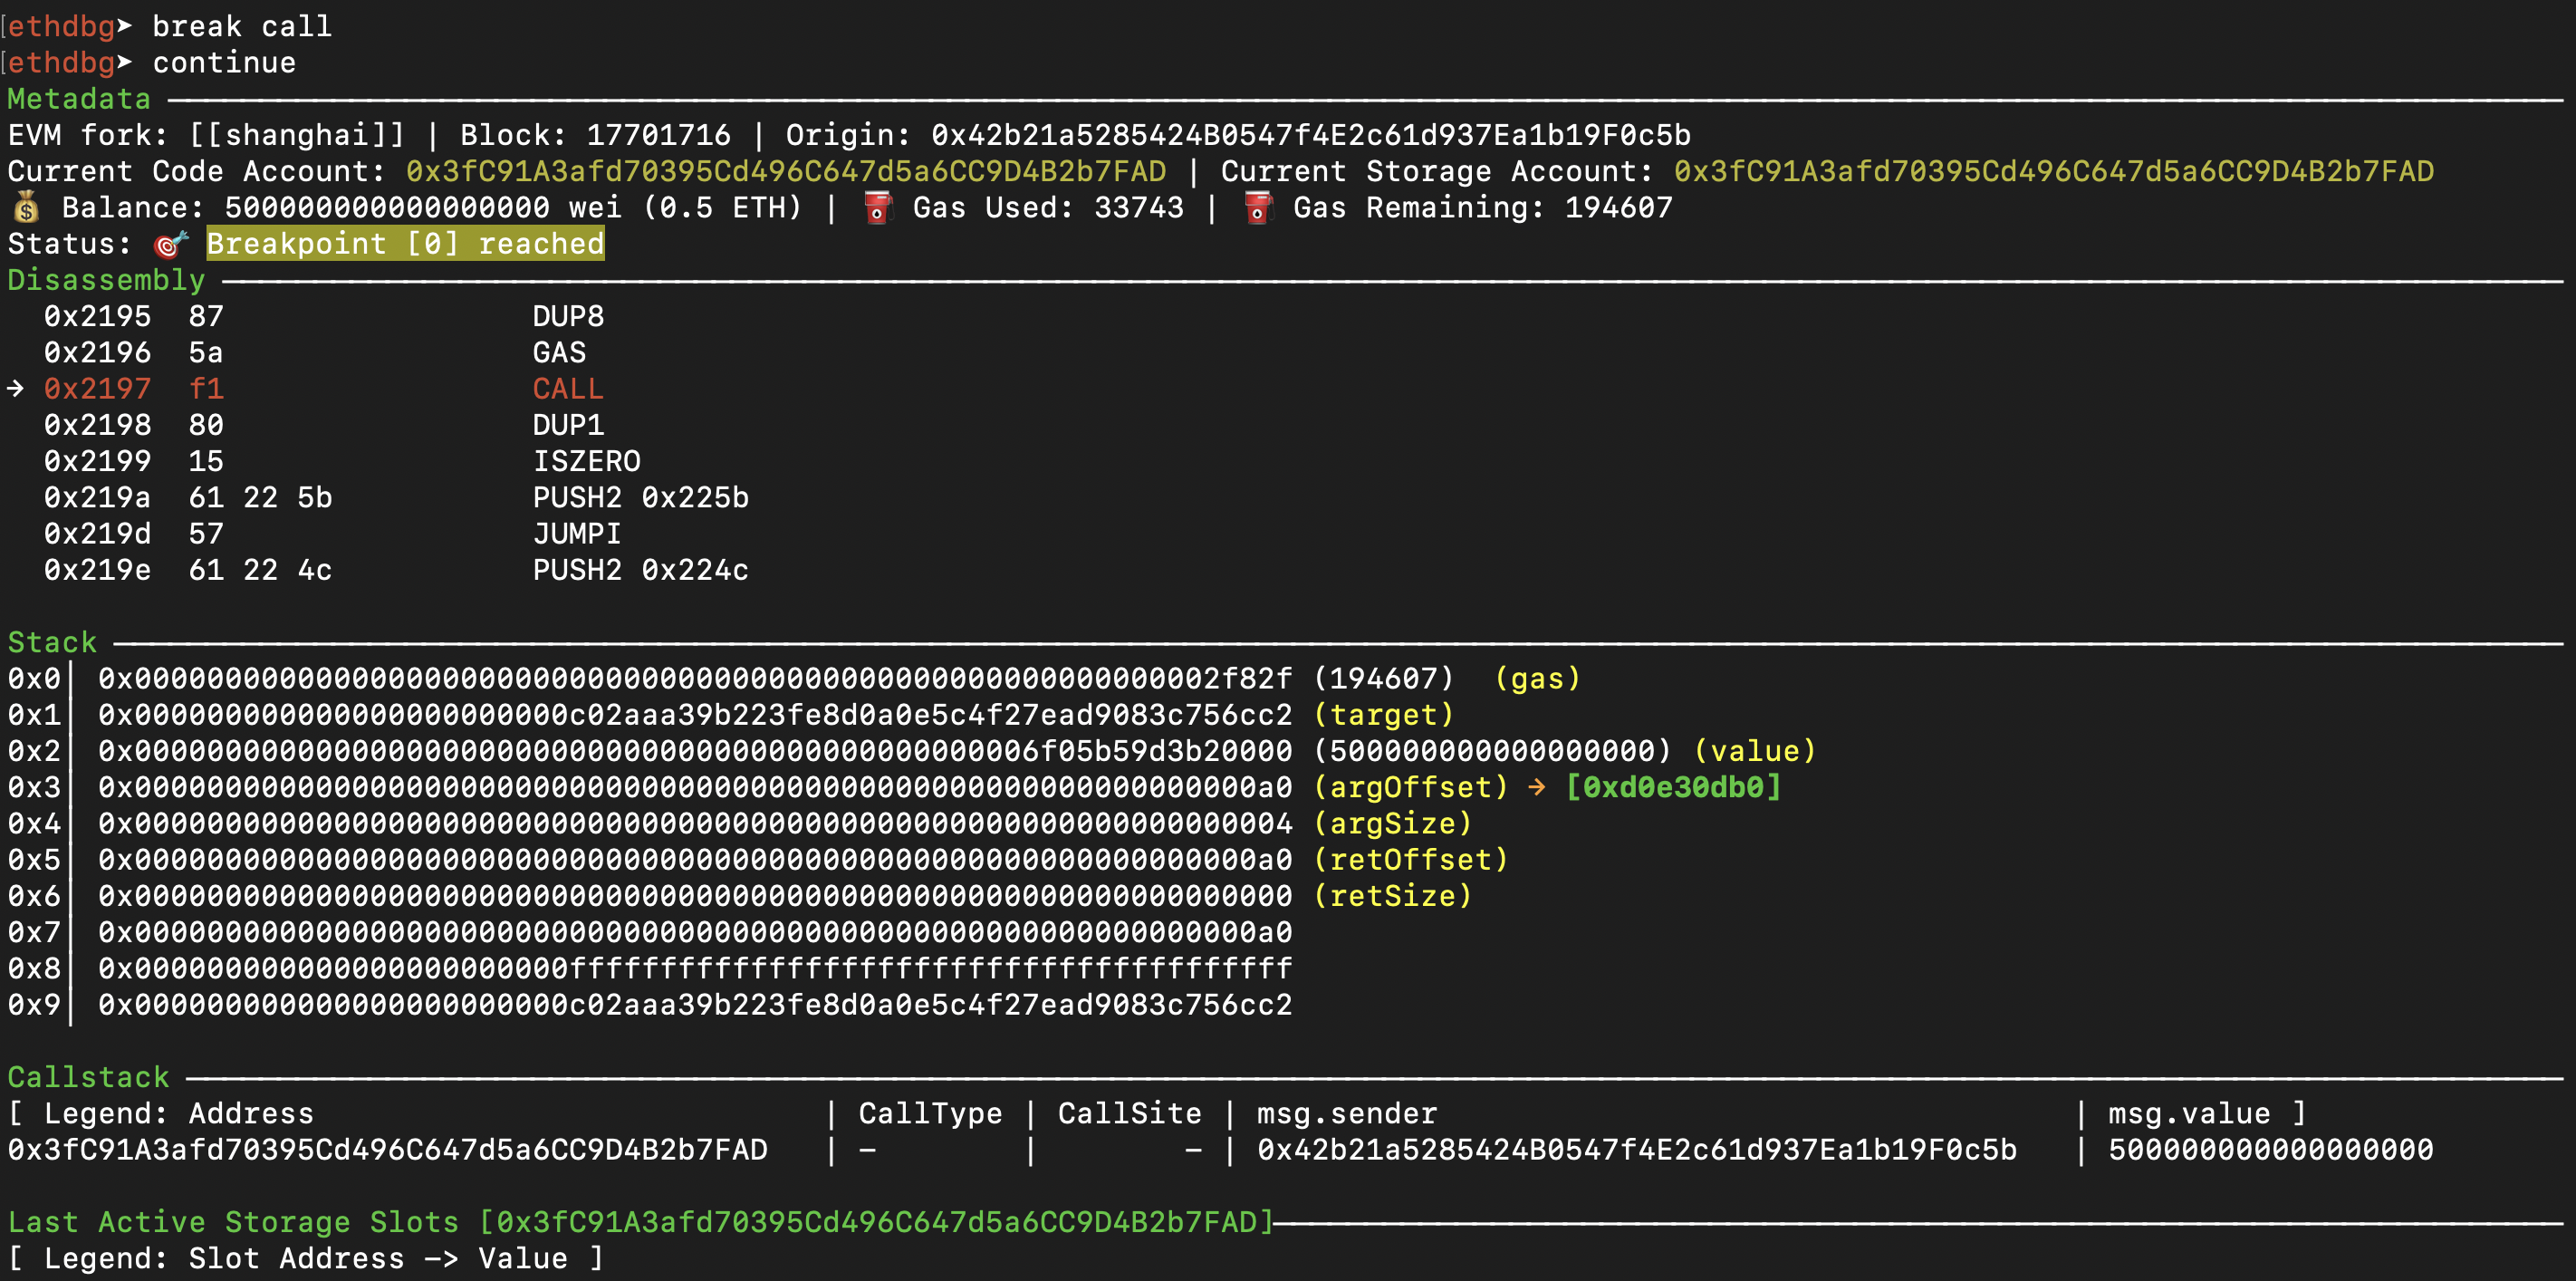 ethdbg➤ break call
ethdbg➤ continue
Metadata
EVM fork: [[shanghai]] | Block: 17701716 | Origin: 0x42b21a5285424B0547f4E2c61d937Ea1b19F0c5b
Current Code Account: 0x3fC91A3afd70395Cd496C647d5a6CC9D4B2b7FAD | Current Storage Account: 0x3fC91A3afd70395Cd496C647d5a6CC9D4B2b7FAD
💰 Balance: 500000000000000000 wei (0.5 ETH) | ⛽ Gas Used: 33743 | ⛽ Gas Remaining: 194607
Status: 🎯 Breakpoint [0] reached
Disassembly
0x2195 87 DUP8
0x2196 5a GAS
→ 0x2197 f1 CALL
0x2198 80 DUP1
0x2199 15 ISZERO
0x219a 61 22 5b PUSH2 0x225b
0x219d 57 JUMPI
0x219e 61 22 4c PUSH2 0x224c
Stack
0x0│ 0x000000000000000000000000000000000000000000000000000000000002f82f (194607) (gas)
0x1│ 0x000000000000000000000000c02aaa39b223fe8d0a0e5c4f27ead9083c756cc2 (target)
0x2│ 0x00000000000000000000000000000000000000000000000006f05b59d3b20000 (500000000000000000) (value)
0x3│ 0x00000000000000000000000000000000000000000000000000000000000000a0 (argOffset) → [0xd0e30db0]
0x4│ 0x0000000000000000000000000000000000000000000000000000000000000004 (argSize)
0x5│ 0x00000000000000000000000000000000000000000000000000000000000000a0 (retOffset)
0x6│ 0x0000000000000000000000000000000000000000000000000000000000000000 (retSize)
0x7│ 0x00000000000000000000000000000000000000000000000000000000000000a0
0x8│ 0x000000000000000000000000ffffffffffffffffffffffffffffffffffffffff
0x9│ 0x000000000000000000000000c02aaa39b223fe8d0a0e5c4f27ead9083c756cc2
Callstack
[ Legend: Address | CallType | CallSite | msg.sender | msg.value ]
0x3fC91A3afd70395Cd496C647d5a6CC9D4B2b7FAD | – | – | 0x42b21a5285424B0547f4E2c61d937Ea1b19F0c5b | 500000000000000000
Last Active Storage Slots [0x3fC91A3afd70395Cd496C647d5a6CC9D4B2b7FAD]
[ Legend: Slot Address –> Value ]